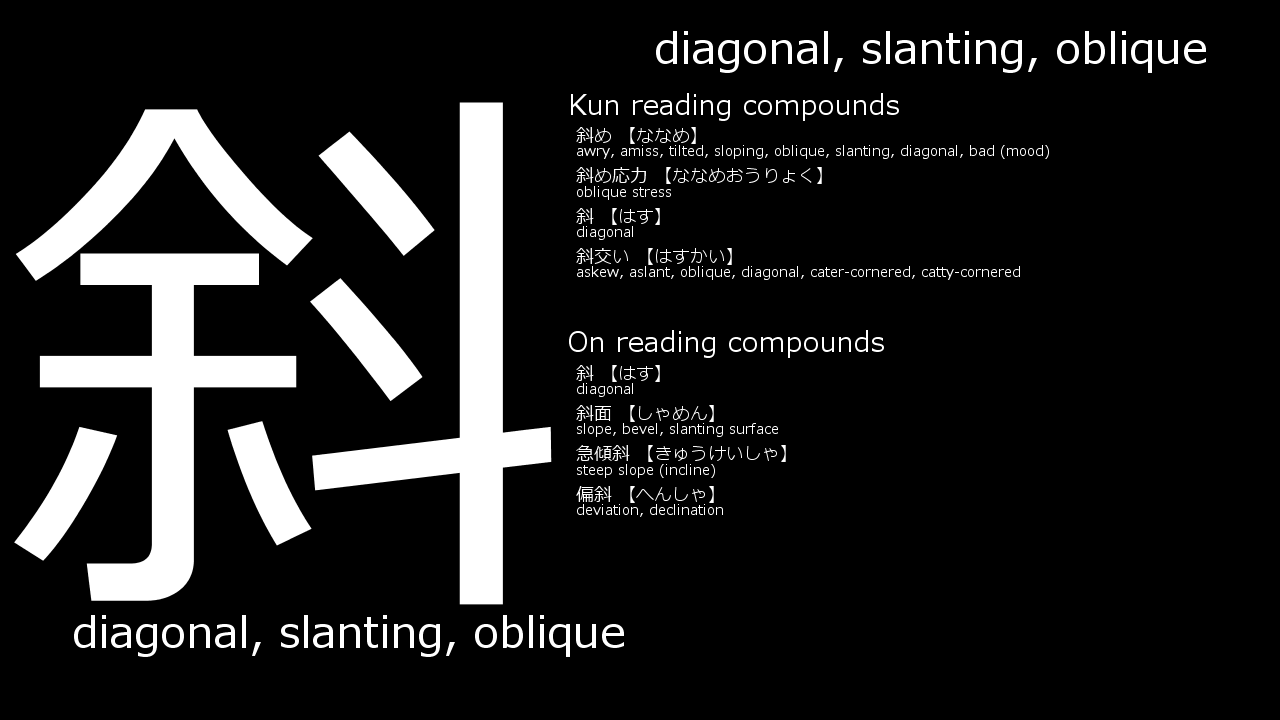 diagonal, slanting, oblique
斜
Kun reading compounds
斜め 【ななめ】
awry, amiss, tilted, sloping, oblique, slanting, diagonal, bad (mood)
斜め応力 【ななめおうりょく】
oblique stress
斜 【はす】
diagonal
斜交い 【はすかい】
askew, aslant, oblique, diagonal, cater-cornered, catty-cornered
On reading compounds
斜 【はす】
diagonal
斜面 【しゃめん】
slope, bevel, slanting surface
急傾斜 【きゅうけいしゃ】
steep slope (incline)
偏斜 【へんしゃ】
deviation, declination
diagonal, slanting, oblique